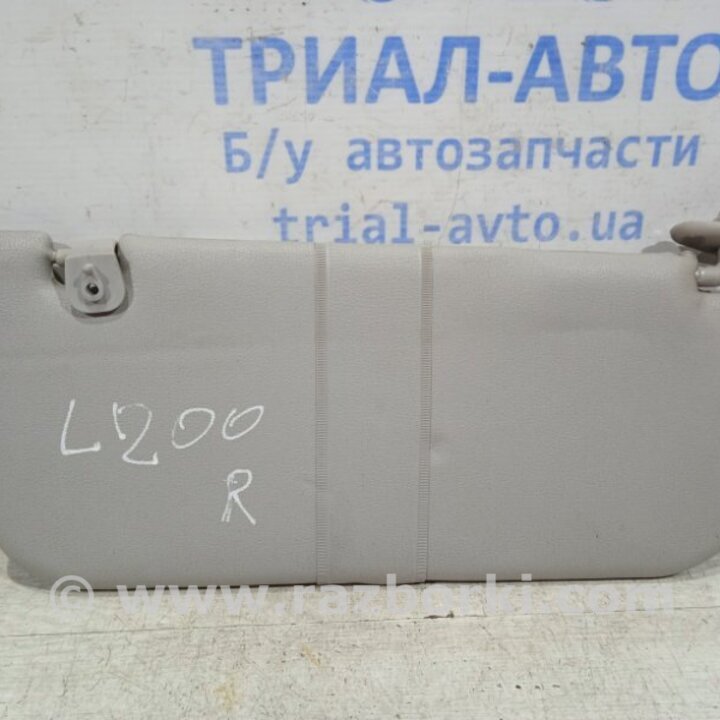 ТРИАЛ-АВТО
Б/у автозапчасти
trial-avto.ua
L200
R
© www.razborki.com